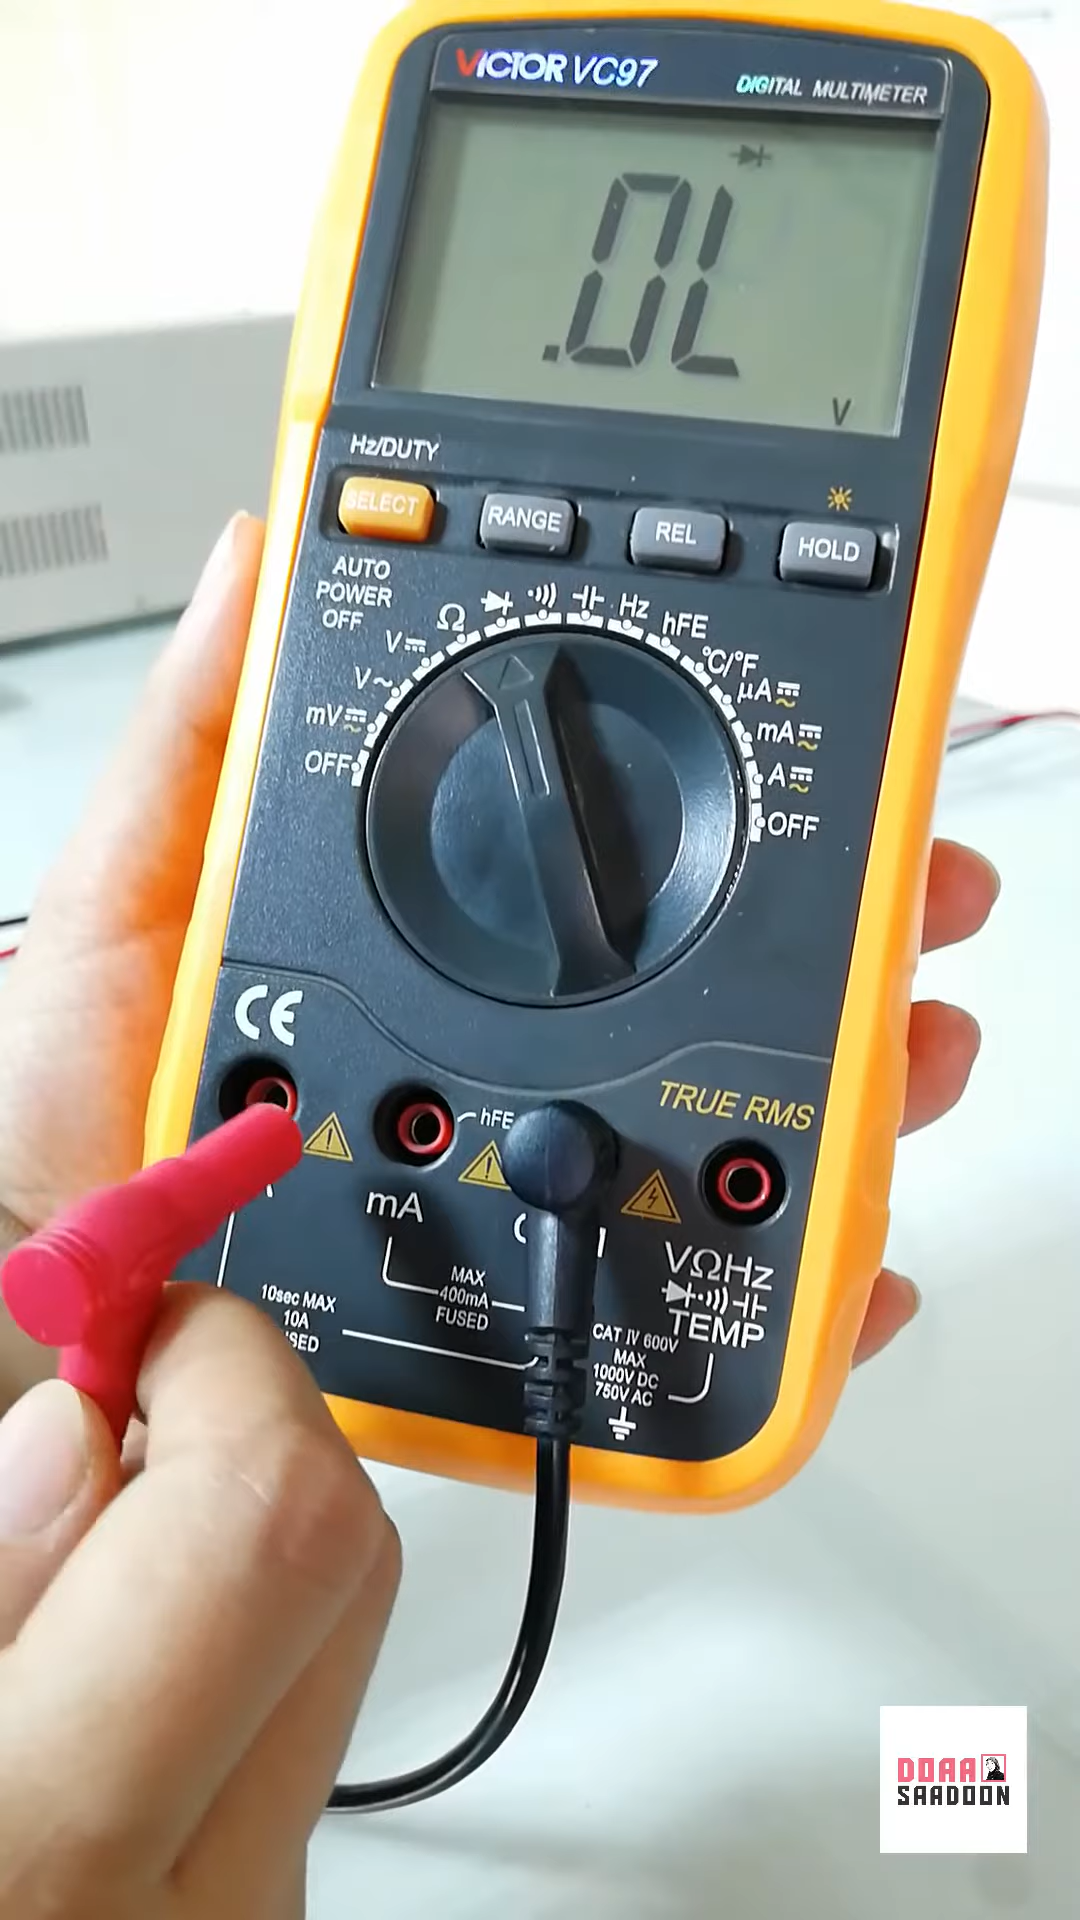 VICTOR VC97
DIGITAL MULTIMETER
.OL
V
Hz/DUTY
SELECT
RANGE
REL
HOLD
AUTO
POWER
OFF
OFF
mV
V~
V
Ω
Hz
hFE
°C/°F
μA
mA
A
OFF
CE
TRUE RMS
hFE
mA
VΩHz
TEMP
10sec MAX
10A
MAX
400mA
FUSED
CAT IV 600V
MAX
1000V DC
750V AC
DOAA
SAADOON